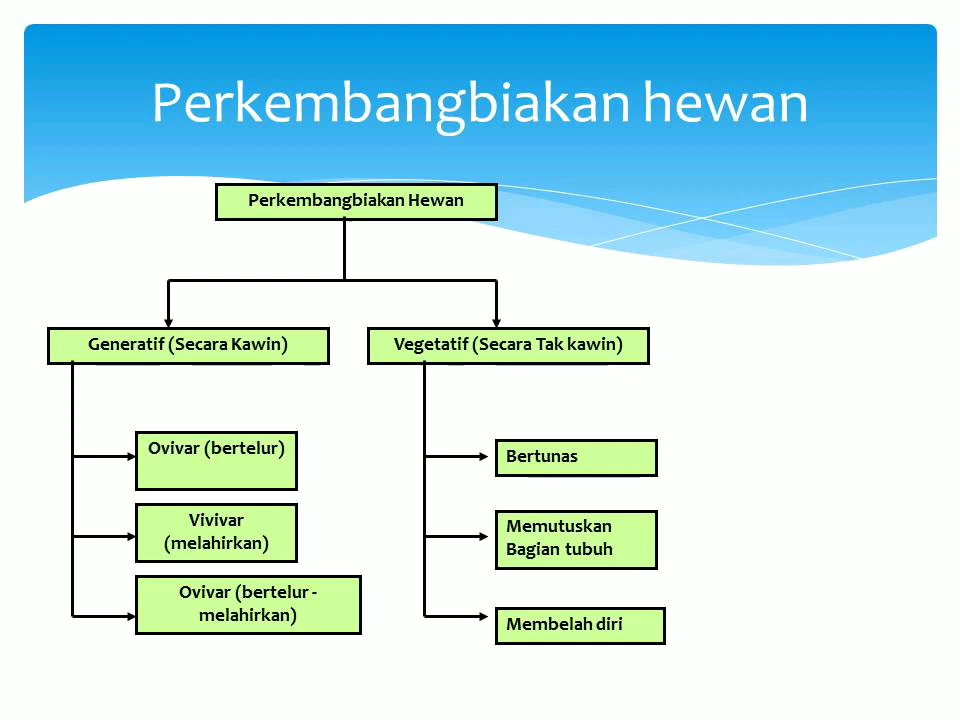 Perkembangbiakan hewan
Perkembangbiakan Hewan
Generatif (Secara Kawin)
Vegetatif (Secara Tak kawin)
Ovivar (bertelur)
Vivivar
(melahirkan)
Ovivar (bertelur -
melahirkan)
Bertunas
Memutuskan
Bagian tubuh
Membelah diri